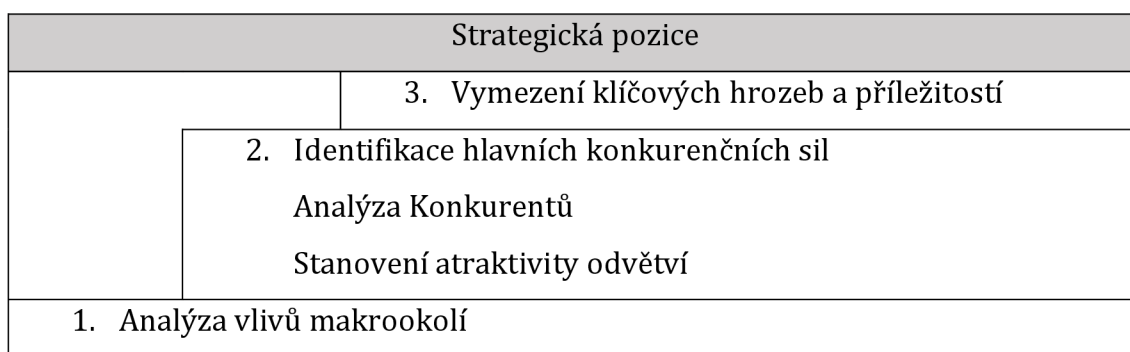 Strategická pozice
3. Vymezení klíčových hrozeb a příležitostí
2. Identifikace hlavních konkurenčních sil
Analýza Konkurentů
Stanovení atraktivity odvětví
1. Analýza vlivů makrookolí